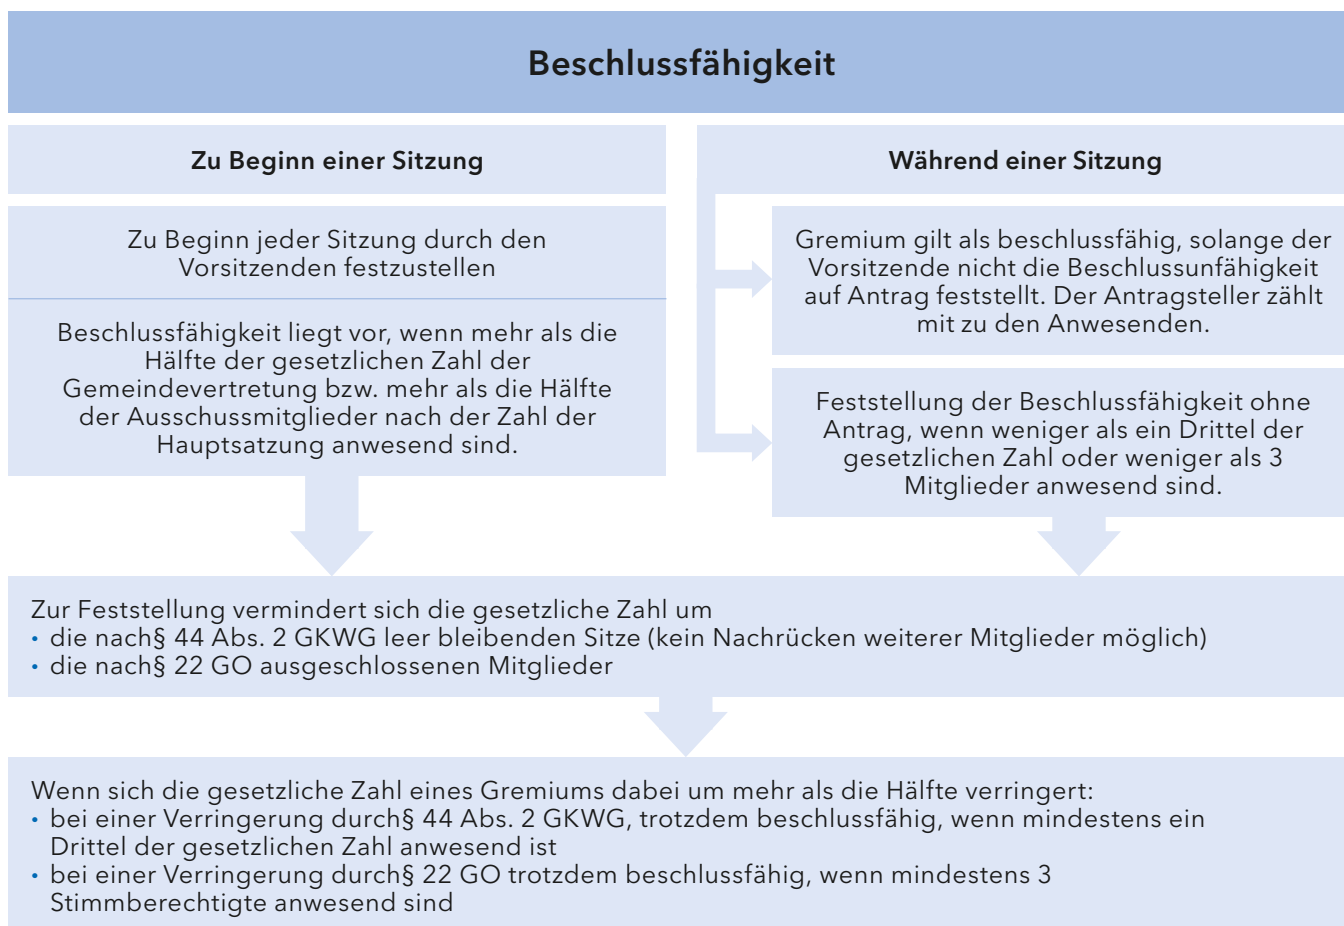 Beschlussfähigkeit
Zu Beginn einer Sitzung
Zu Beginn jeder Sitzung durch den
Vorsitzenden festzustellen
Beschlussfähigkeit liegt vor, wenn mehr als die
Hälfte der gesetzlichen Zahl der
Gemeindevertretung bzw. mehr als die Hälfte
der Ausschussmitglieder nach der Zahl der
Hauptsatzung anwesend sind.
Während einer Sitzung
Gremium gilt als beschlussfähig, solange der
Vorsitzende nicht die Beschlussunfähigkeit
auf Antrag feststellt. Der Antragsteller zählt
mit zu den Anwesenden.
Feststellung der Beschlussfähigkeit ohne
Antrag, wenn weniger als ein Drittel der
gesetzlichen Zahl oder weniger als 3
Mitglieder anwesend sind.
Zur Feststellung vermindert sich die gesetzliche Zahl um
• die nach§ 44 Abs. 2 GKWG leer bleibenden Sitze (kein Nachrücken weiterer Mitglieder möglich)
• die nach§ 22 GO ausgeschlossenen Mitglieder
Wenn sich die gesetzliche Zahl eines Gremiums dabei um mehr als die Hälfte verringert:
• bei einer Verringerung durch§ 44 Abs. 2 GKWG, trotzdem beschlussfähig, wenn mindestens ein
Drittel der gesetzlichen Zahl anwesend ist
• bei einer Verringerung durch§ 22 GO trotzdem beschlussfähig, wenn mindestens 3
Stimmberechtigte anwesend sind